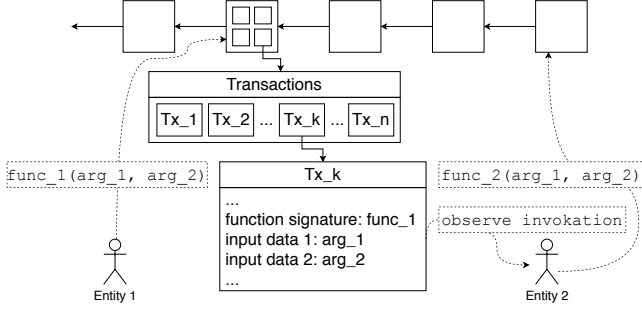 Transactions
Tx_1 Tx_2 ... Tx_k ... Tx_n
func_1(arg_1, arg_2)
Tx_k
...
function signature: func_1
input data 1: arg_1
input data 2: arg_2
...
func_2(arg_1, arg_2)
observe invokation
Entity 1
Entity 2